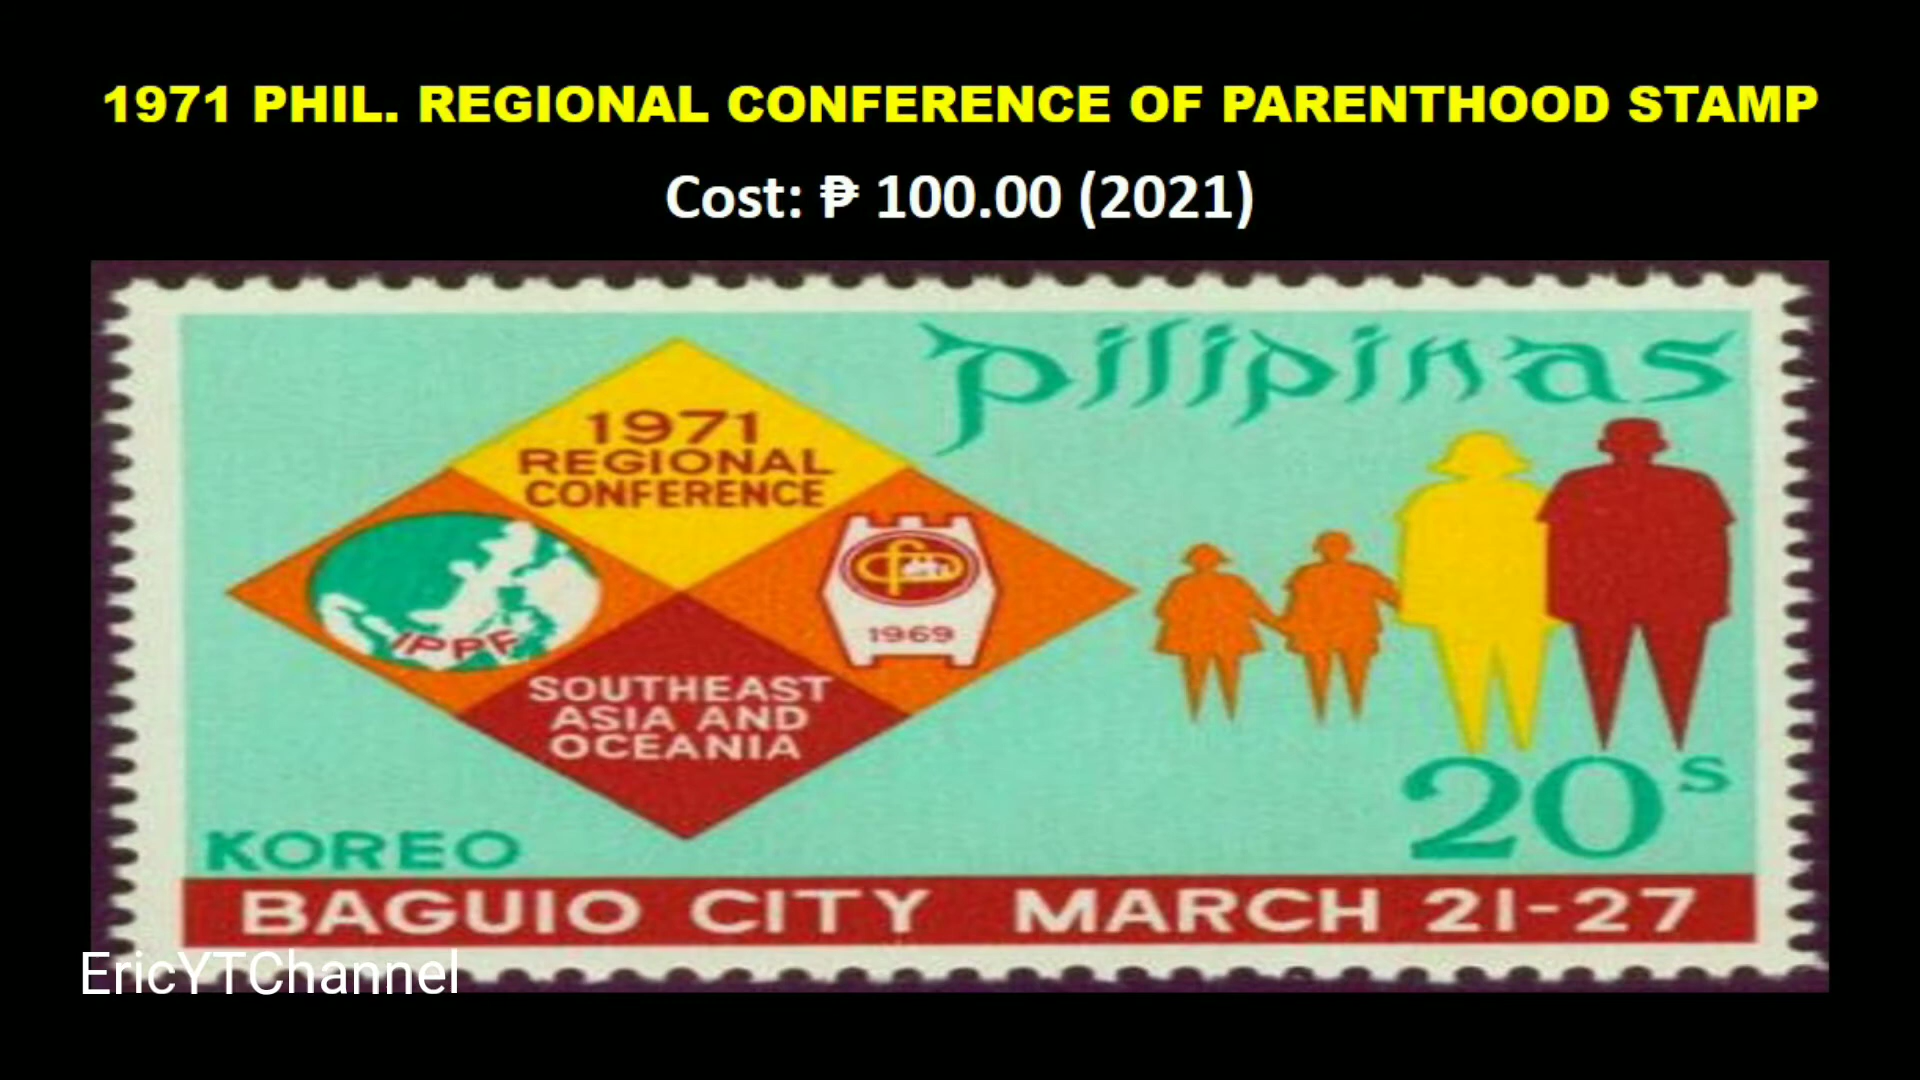 1971 PHIL. REGIONAL CONFERENCE OF PARENTHOOD STAMP
Cost: ₱ 100.00 (2021)
pilipinas
1971
REGIONAL
CONFERENCE
IPPF
1969
SOUTHEAST
ASIA AND
OCEANIA
20s
KOREO
BAGUIO CITY MARCH 21-27
EricYTChannel